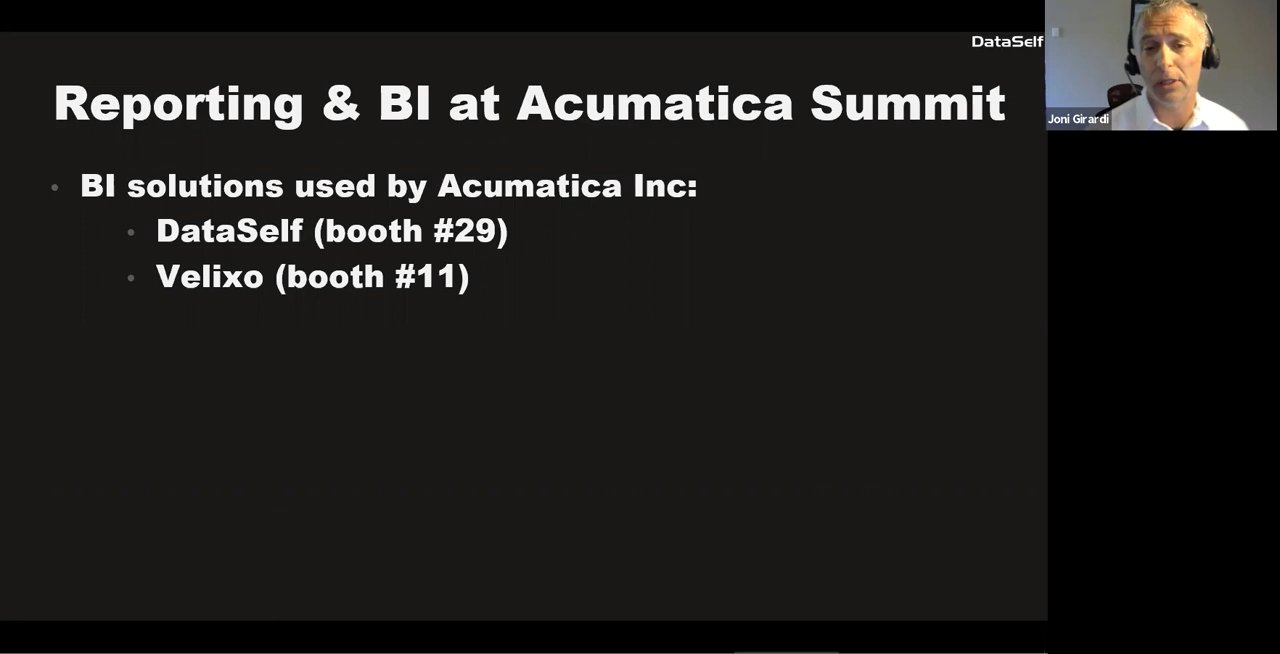 DataSelf
Reporting & BI at Acumatica Summit
Joni Girardi
• BI solutions used by Acumatica Inc:
• DataSelf (booth #29)
• Velixo (booth #11)